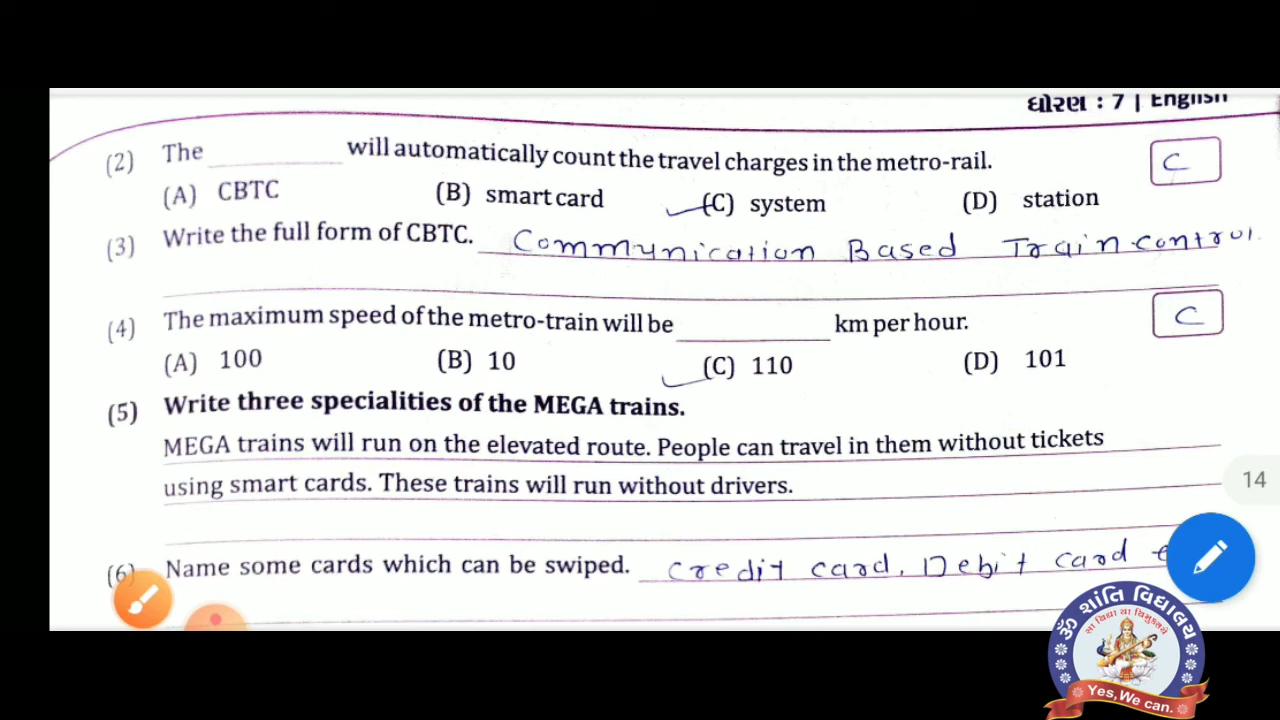 ધોરણ : 7 | English
(2) The ________ will automatically count the travel charges in the metro-rail. C
(A) CBTC (B) smart card (C) system (D) station
(3) Write the full form of CBTC. Communication Based Train control.
(4) The maximum speed of the metro-train will be ________ km per hour. C
(A) 100 (B) 10 (C) 110 (D) 101
(5) Write three specialities of the MEGA trains.
MEGA trains will run on the elevated route. People can travel in them without tickets
using smart cards. These trains will run without drivers.
14
(6) Name some cards which can be swiped. Credit card, Debit card
ૐ શાંતિ વિદ્યાલય
सा विद्या या विमुक्तये
Yes, We can.